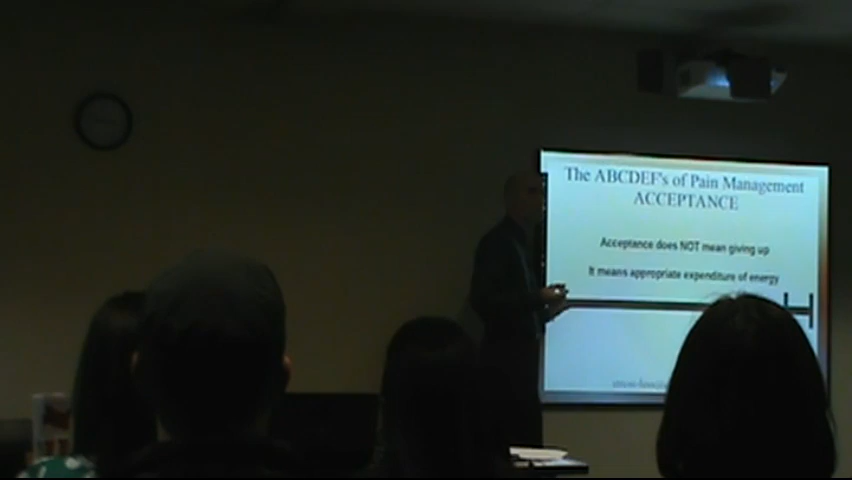 The ABCDEF's of Pain Management
ACCEPTANCE
Acceptance does NOT mean giving up
It means appropriate expenditure of energy